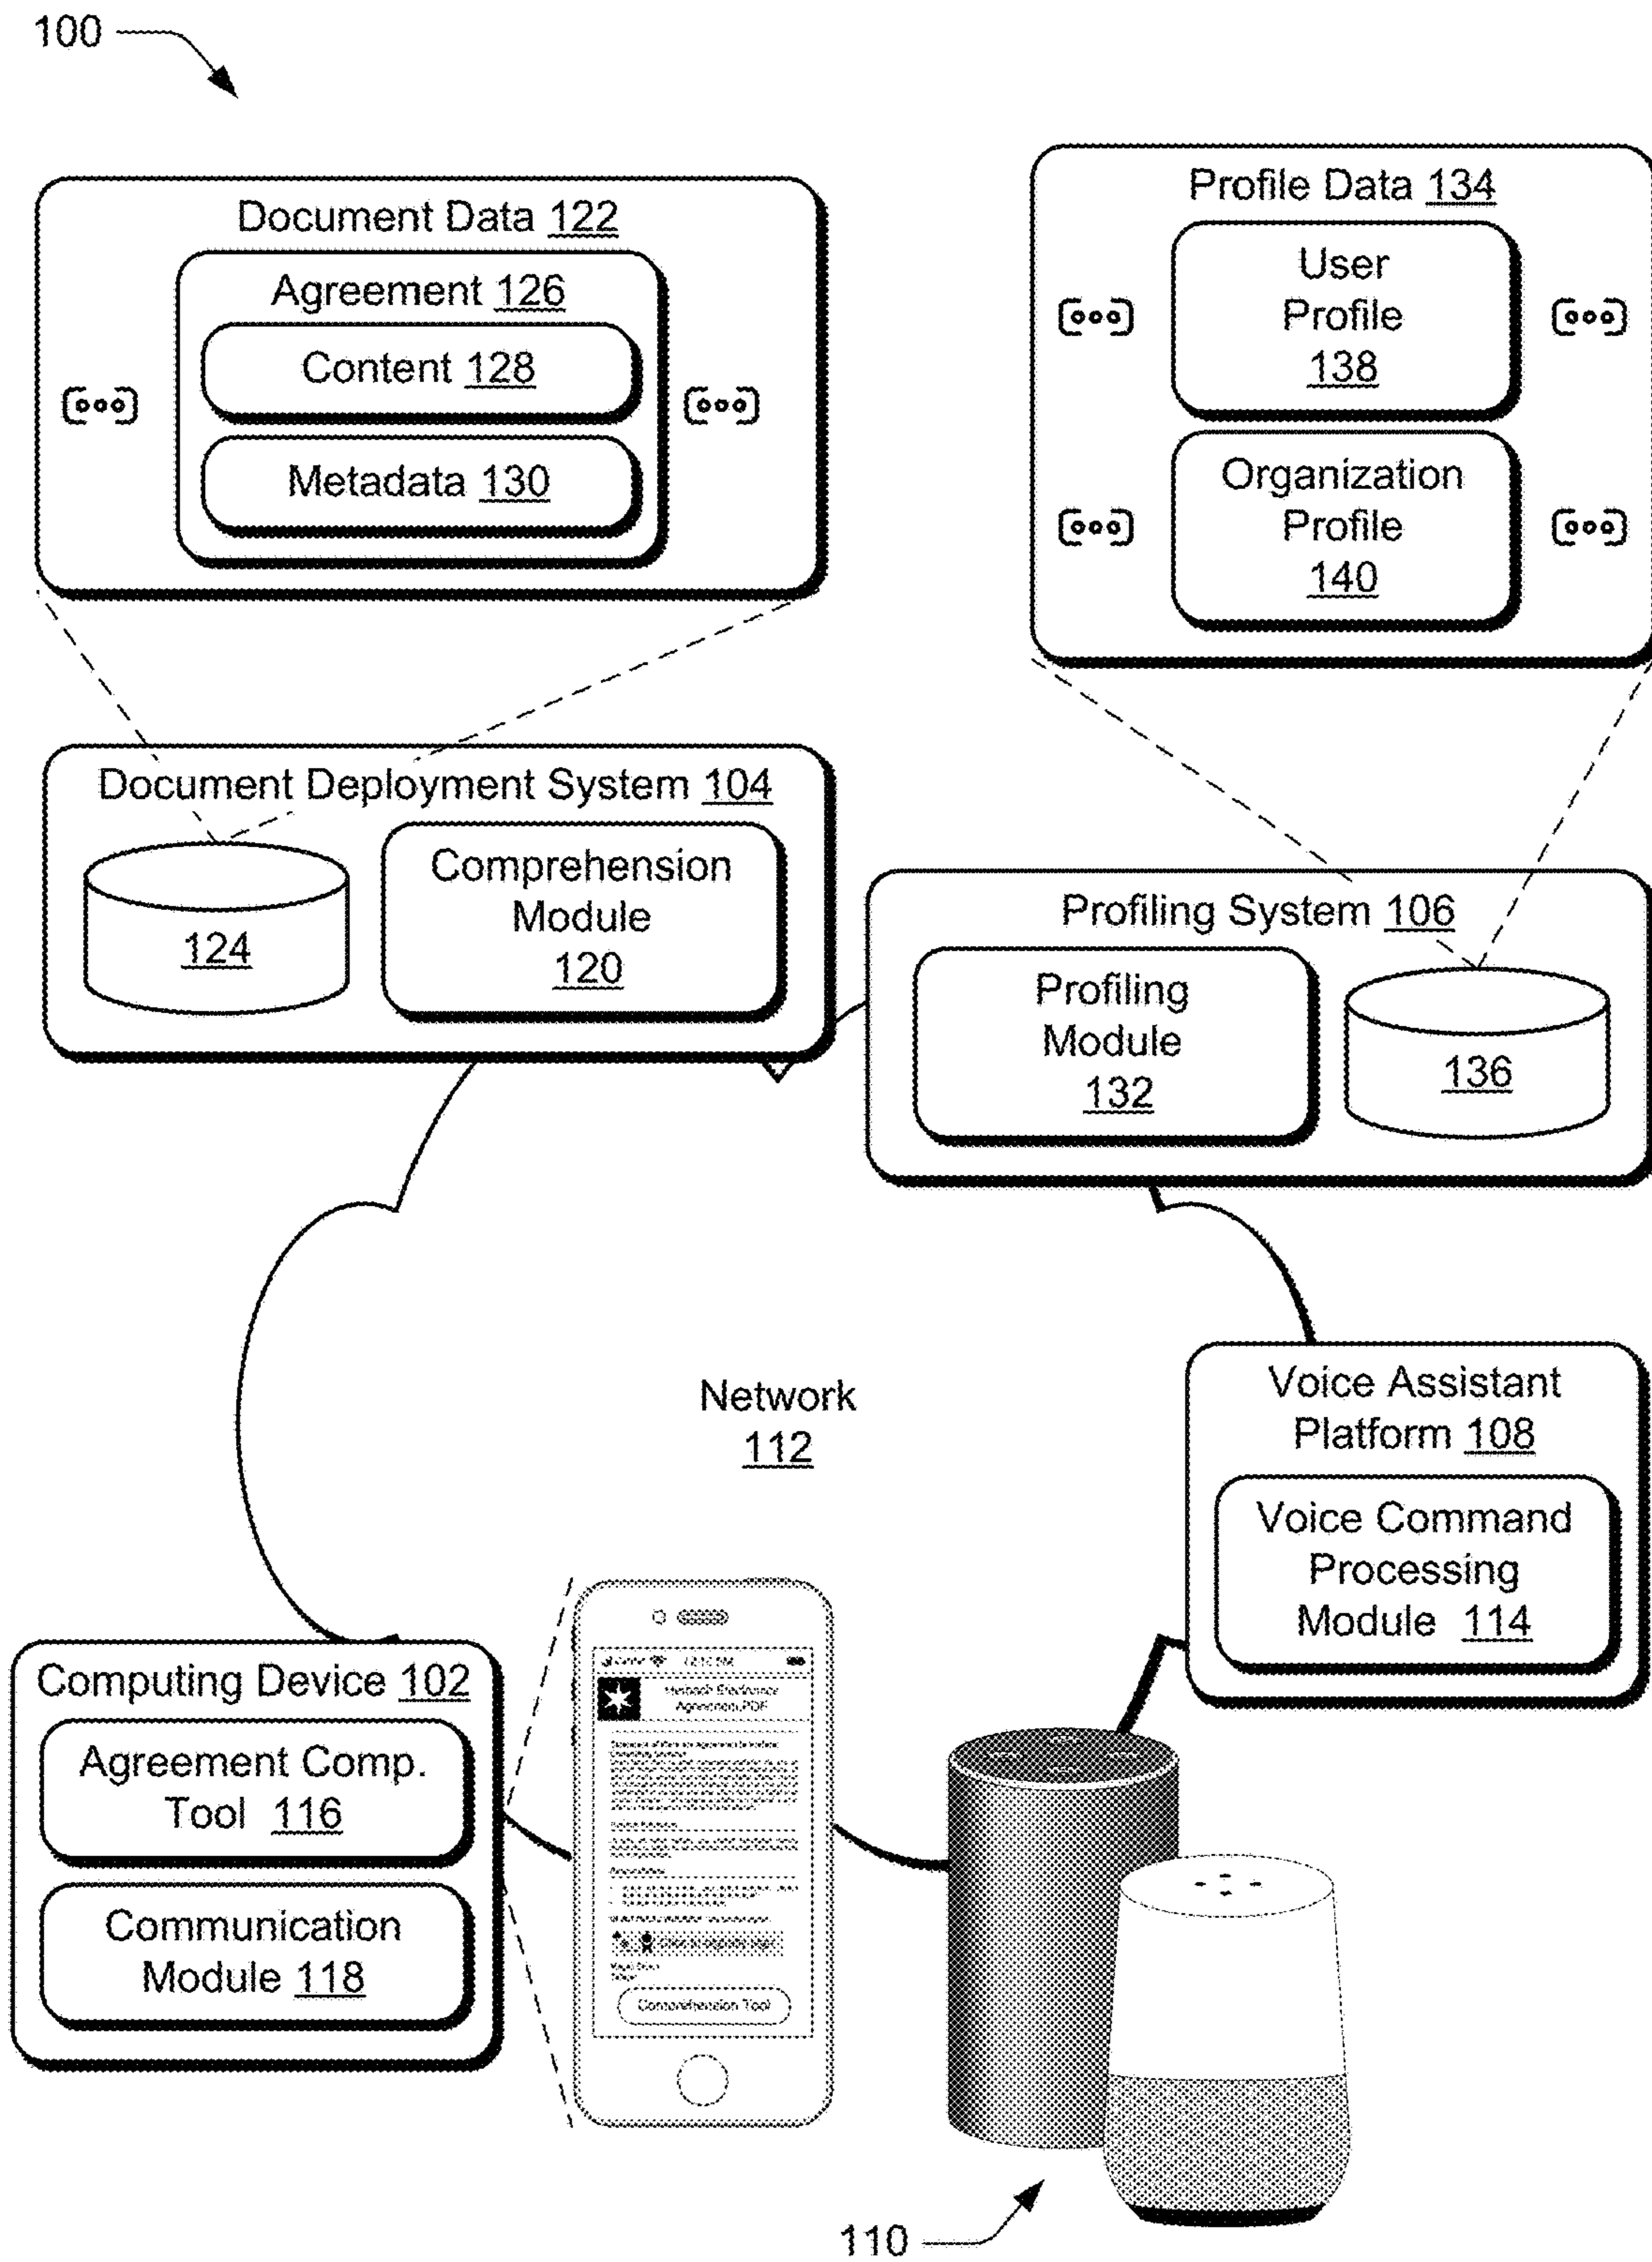 100
Document Data 122
Agreement 126
Content 128
Metadata 130
Profile Data 134
User
Profile
138
Organization
Profile
140
Document Deployment System 104
124
Comprehension
Module
120
Profiling System 106
Profiling
Module
132
136
Network
112
Voice Assistant
Platform 108
Voice Command
Processing
Module 114
Computing Device 102
Agreement Comp.
Tool 116
Communication
Module 118
Agreement.PDF
Comprehension Tool
110